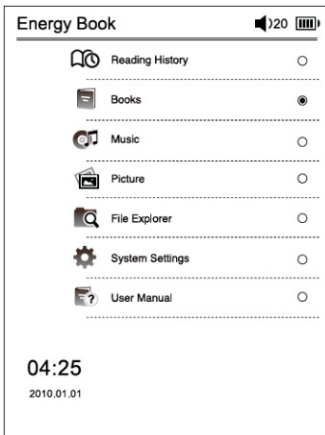 Energy Book 20
Reading History
Books
Music
Picture
File Explorer
System Settings
User Manual
04:25
2010.01.01